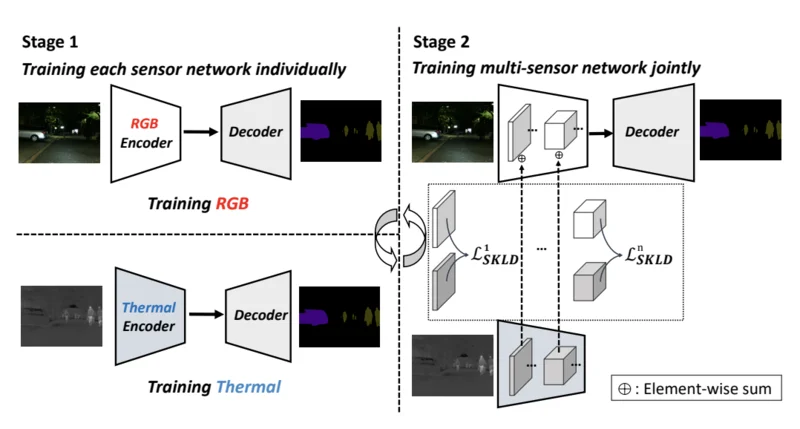 Stage 1
Training each sensor network individually
RGB
Encoder
Decoder
Training RGB
Thermal
Encoder
Decoder
Training Thermal
Stage 2
Training multi-sensor network jointly
Decoder
ℒ¹SKLD
...
ℒⁿSKLD
⊕ : Element-wise sum